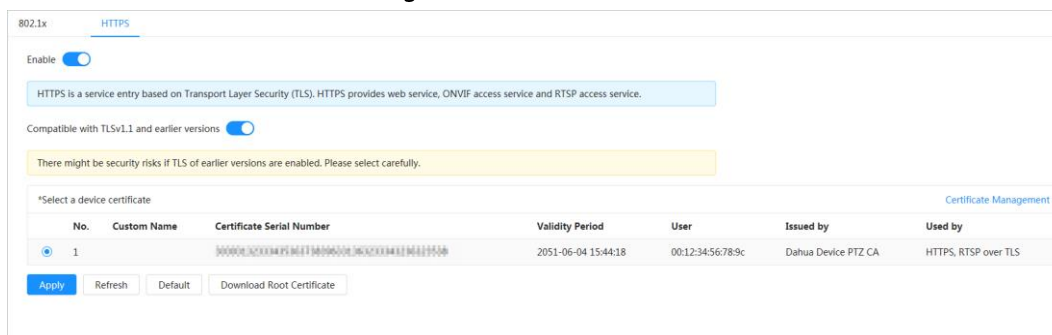 802.1x HTTPS
Enable
HTTPS is a service entry based on Transport Layer Security (TLS). HTTPS provides web service, ONVIF access service and RTSP access service.
Compatible with TLSv1.1 and earlier versions
There might be security risks if TLS of earlier versions are enabled. Please select carefully.
*Select a device certificate Certificate Management
No. Custom Name Certificate Serial Number Validity Period User Issued by Used by
1 2051-06-04 15:44:18 00:12:34:56:78:9c Dahua Device PTZ CA HTTPS, RTSP over TLS
Apply Refresh Default Download Root Certificate